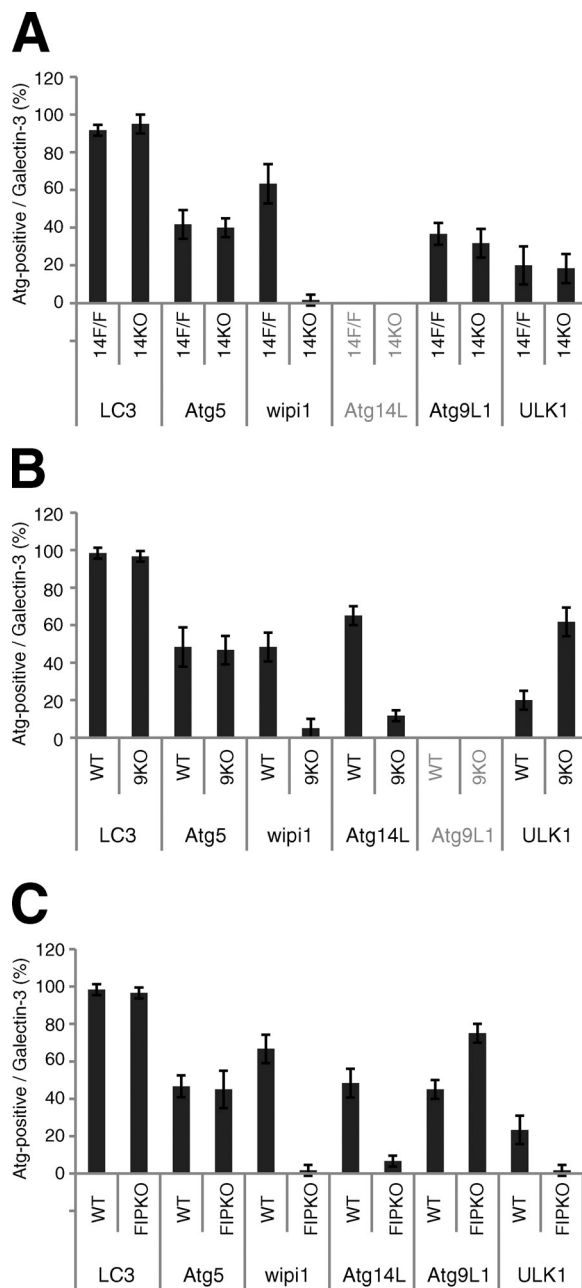 A
Atg-positive / Galectin-3 (%)
120
100
80
60
40
20
0
14F/F 14KO 14F/F 14KO 14F/F 14KO 14F/F 14KO 14F/F 14KO 14F/F 14KO
LC3 Atg5 wipi1 Atg14L Atg9L1 ULK1
B
Atg-positive / Galectin-3 (%)
120
100
80
60
40
20
0
WT 9KO WT 9KO WT 9KO WT 9KO WT 9KO WT 9KO
LC3 Atg5 wipi1 Atg14L Atg9L1 ULK1
C
Atg-positive / Galectin-3 (%)
120
100
80
60
40
20
0
WT FIPKO WT FIPKO WT FIPKO WT FIPKO WT FIPKO WT FIPKO
LC3 Atg5 wipi1 Atg14L Atg9L1 ULK1